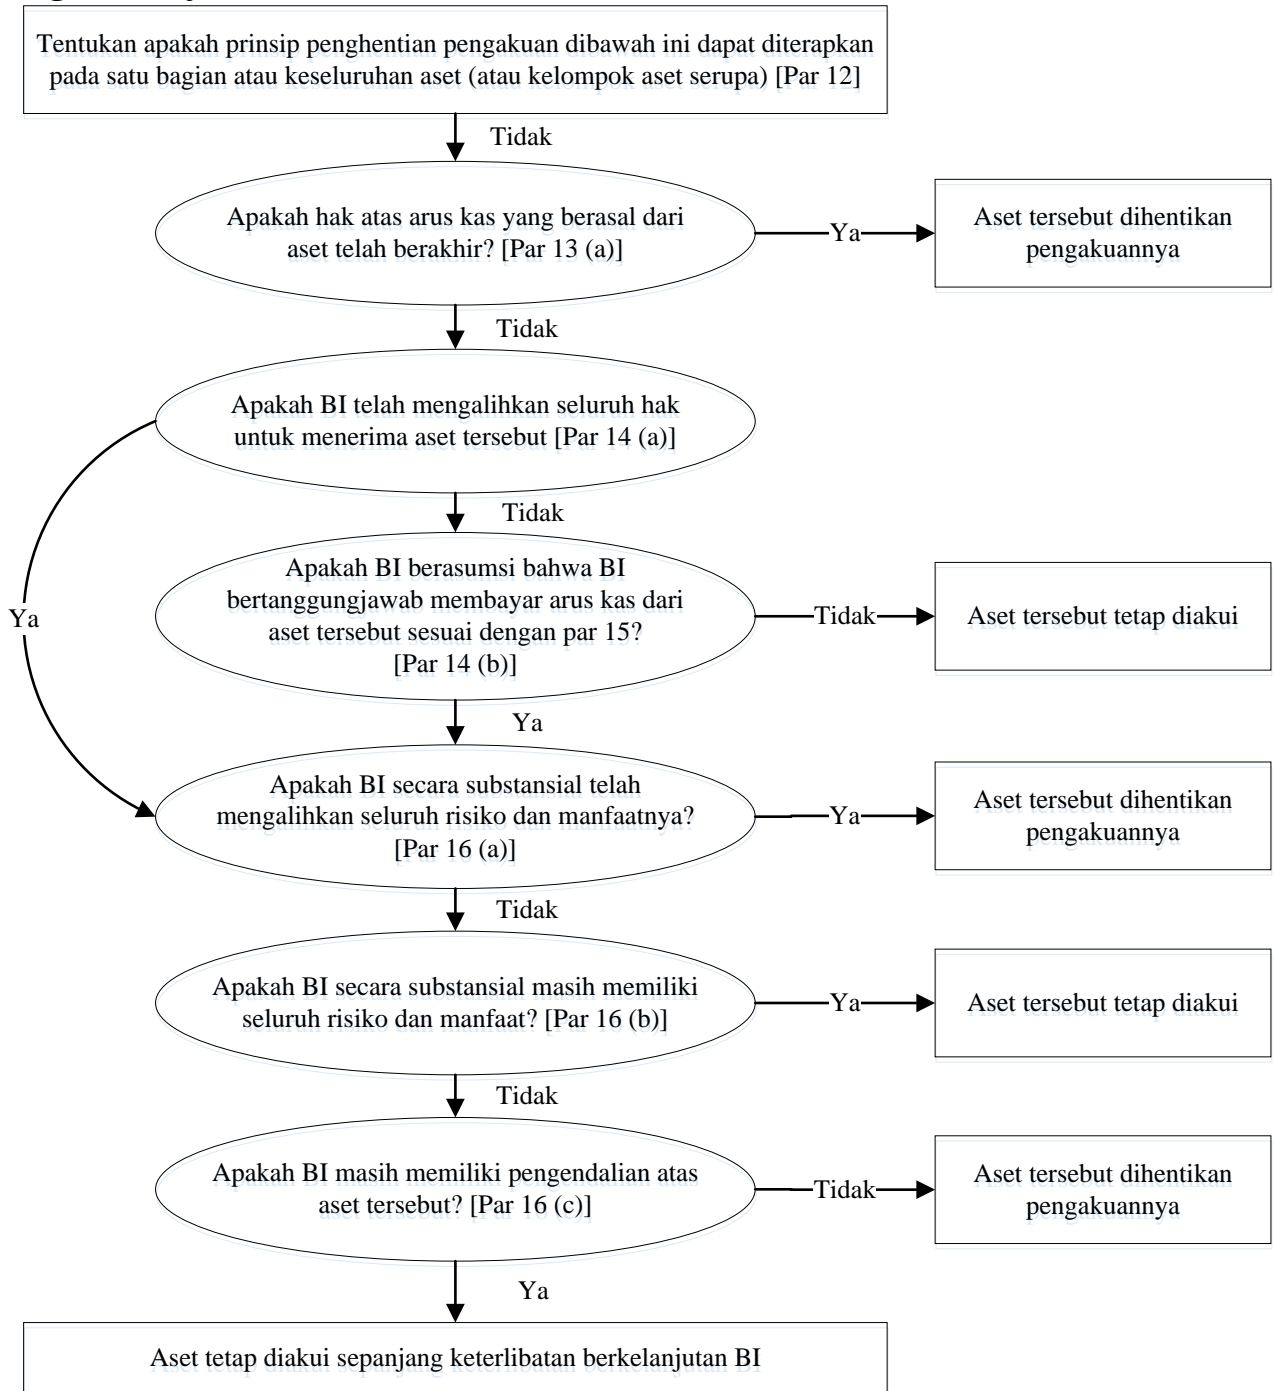 Tentukan apakah prinsip penghentian pengakuan dibawah ini dapat diterapkan
pada satu bagian atau keseluruhan aset (atau kelompok aset serupa) [Par 12]
Tidak
Apakah hak atas arus kas yang berasal dari
aset telah berakhir? [Par 13 (a)]
Ya
Aset tersebut dihentikan
pengakuannya
Tidak
Apakah BI telah mengalihkan seluruh hak
untuk menerima aset tersebut [Par 14 (a)]
Ya
Tidak
Apakah BI berasumsi bahwa BI
bertanggungjawab membayar arus kas dari
aset tersebut sesuai dengan par 15?
[Par 14 (b)]
Tidak
Aset tersebut tetap diakui
Ya
Apakah BI secara substansial telah
mengalihkan seluruh risiko dan manfaatnya?
[Par 16 (a)]
Ya
Aset tersebut dihentikan
pengakuannya
Tidak
Apakah BI secara substansial masih memiliki
seluruh risiko dan manfaat? [Par 16 (b)]
Ya
Aset tersebut tetap diakui
Tidak
Apakah BI masih memiliki pengendalian atas
aset tersebut? [Par 16 (c)]
Tidak
Aset tersebut dihentikan
pengakuannya
Ya
Aset tetap diakui sepanjang keterlibatan berkelanjutan BI